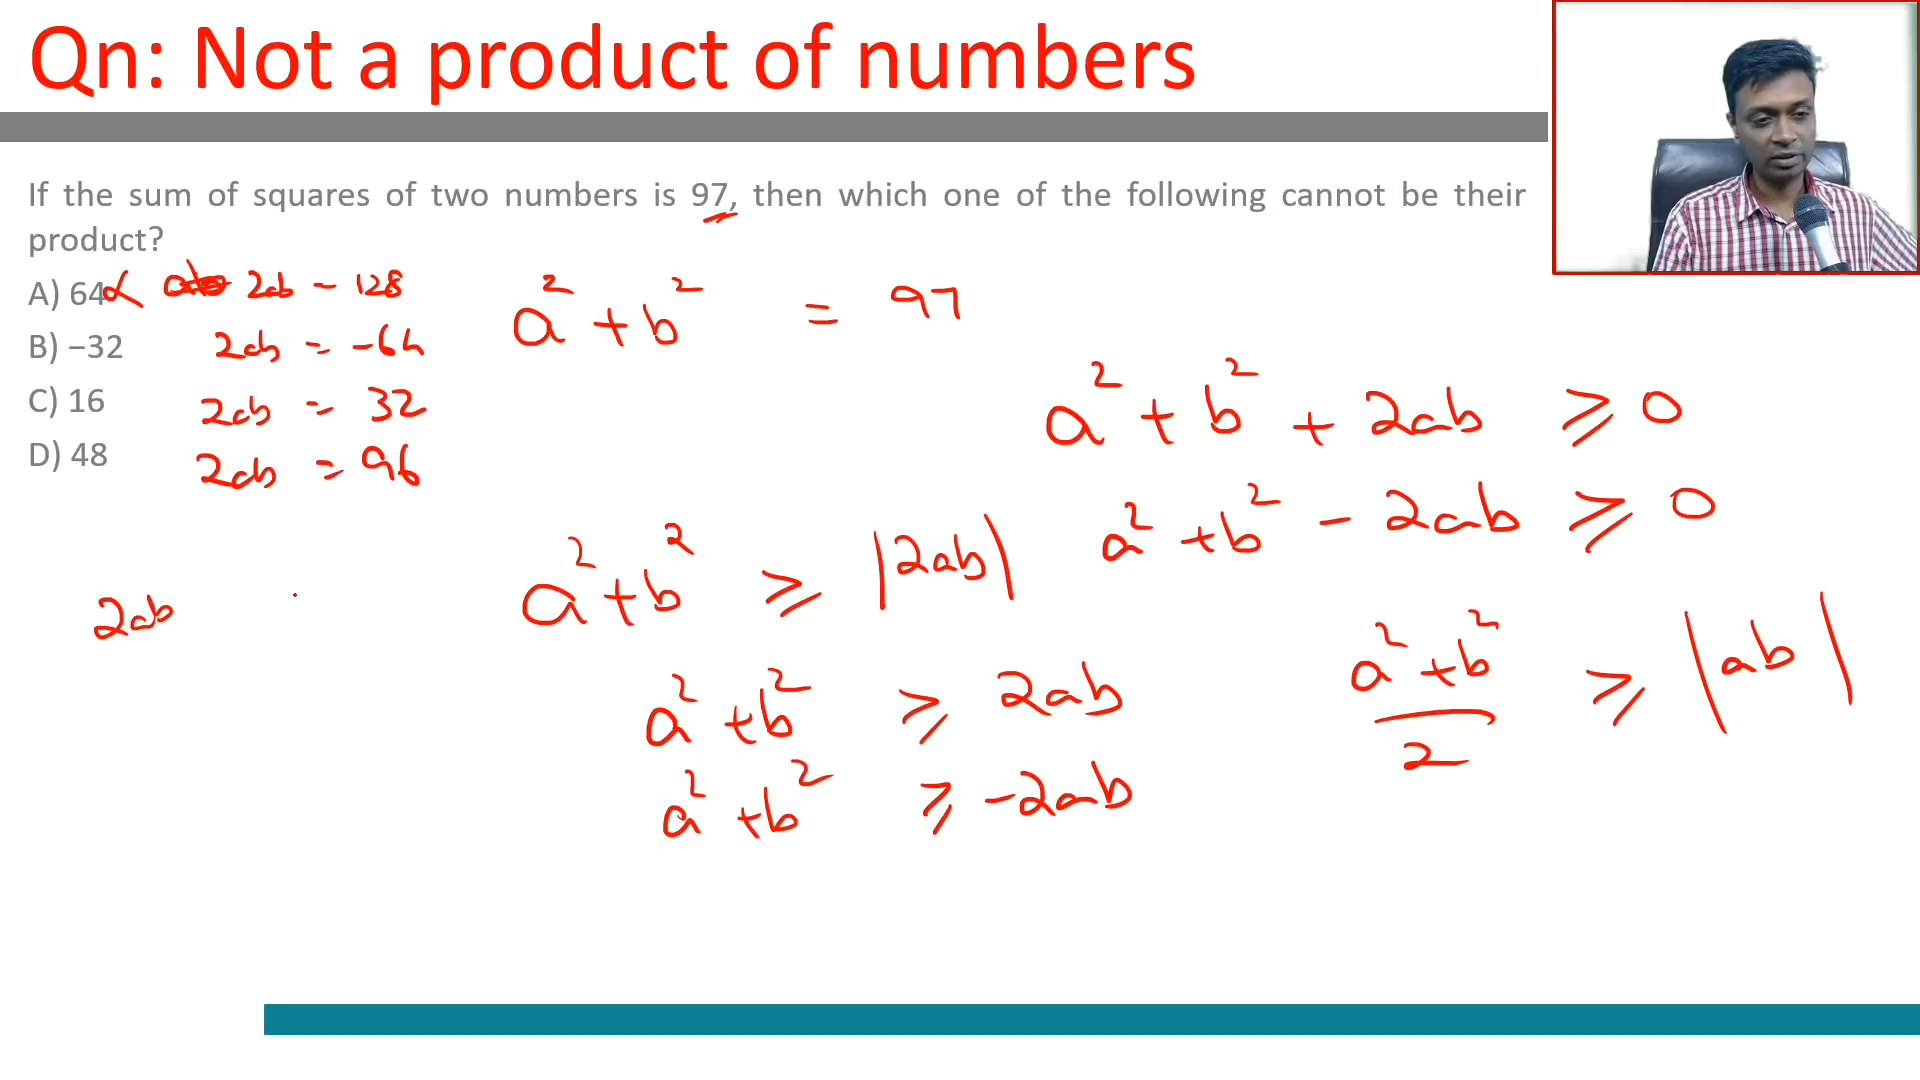 Qn: Not a product of numbers
If the sum of squares of two numbers is 97, then which one of the following cannot be their
product?
A) 64 2ab = 128
B) −32 2ab = -64
C) 16 2ab = 32
D) 48 2ab = 96
a² + b² = 97
a² + b² + 2ab ≥ 0
a² + b² - 2ab ≥ 0
a² + b² ≥ |2ab|
2ab
a² + b² ≥ 2ab
a² + b² ≥ -2ab
(a² + b²)/2 ≥ |ab|